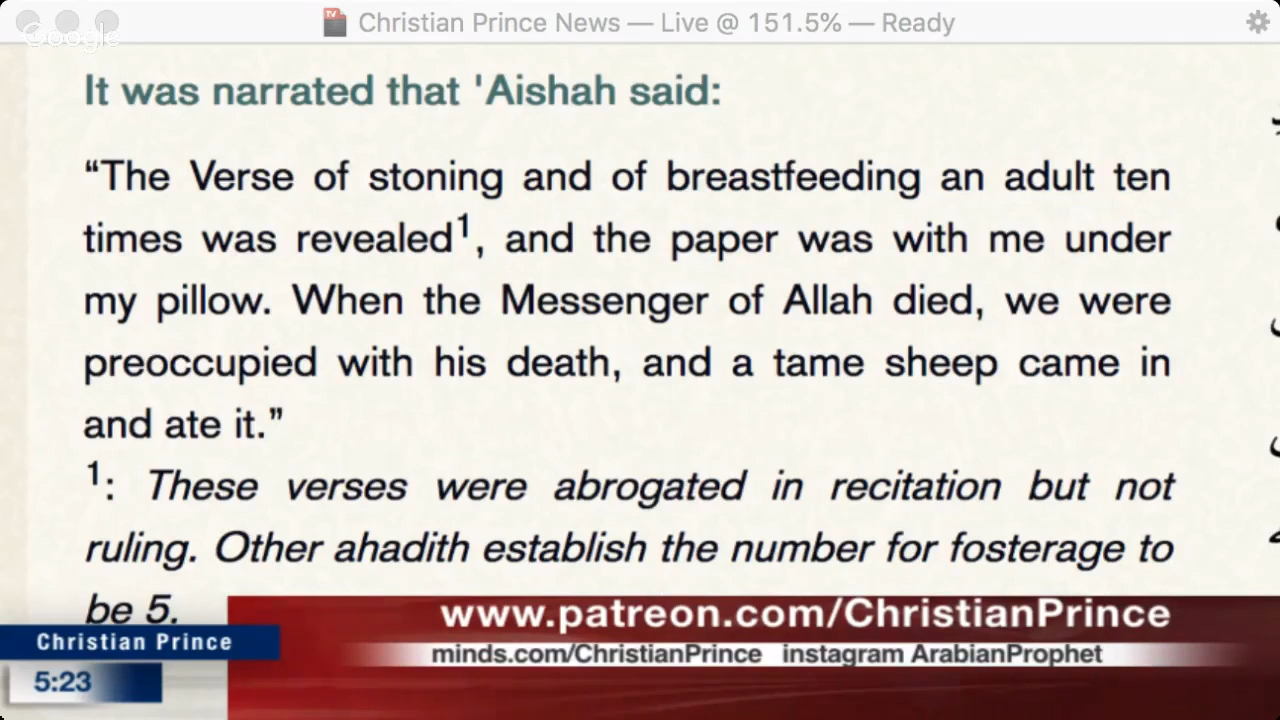 Christian Prince News — Live @ 151.5% — Ready
Google
It was narrated that 'Aishah said:
“The Verse of stoning and of breastfeeding an adult ten
times was revealed¹, and the paper was with me under
my pillow. When the Messenger of Allah died, we were
preoccupied with his death, and a tame sheep came in
and ate it.”
¹: These verses were abrogated in recitation but not
ruling. Other ahadith establish the number for fosterage to
be 5.
www.patreon.com/ChristianPrince
Christian Prince
minds.com/ChristianPrince instagram ArabianProphet
5:23